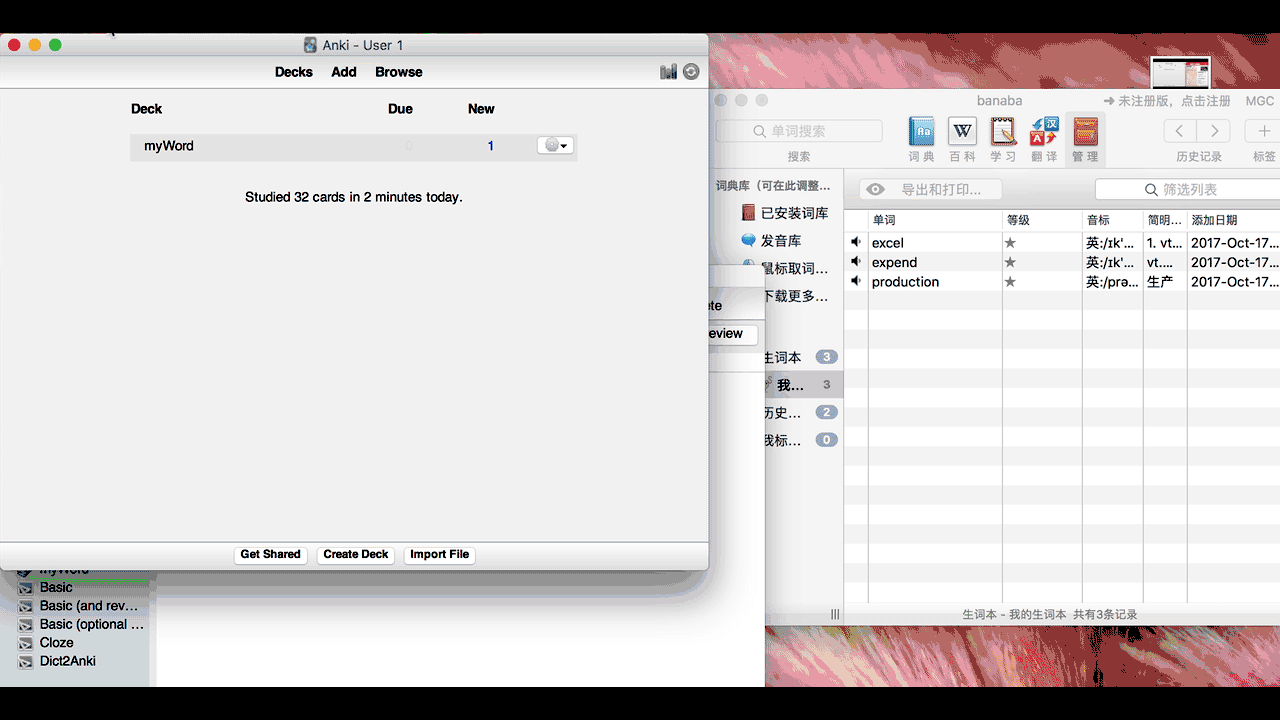 Anki - User 1
Decks Add Browse
Deck Due New
myWord 0 1
Studied 32 cards in 2 minutes today.
Get Shared Create Deck Import File
ete
eview
myWord
Basic
Basic (and rev...
Basic (optional ...
Cloze
Dict2Anki
banaba
➔ 未注册版，点击注册 MGC
单词搜索
搜索
词典 百科 学习 翻译 管理
历史记录
标签
词典库（可在此调整...
已安装词库
发音库
鼠标取词...
下载更多...
生词本 3
我... 3
历史... 2
我标... 0
导出和打印...
筛选列表
单词 等级 音标 简明... 添加日期
excel ★ 英:/ɪk'... 1. vt... 2017-Oct-17...
expend ★ 英:/ɪk'... vt.... 2017-Oct-17...
production ★ 英:/prə... 生产 2017-Oct-17...
生词本 - 我的生词本 共有3条记录